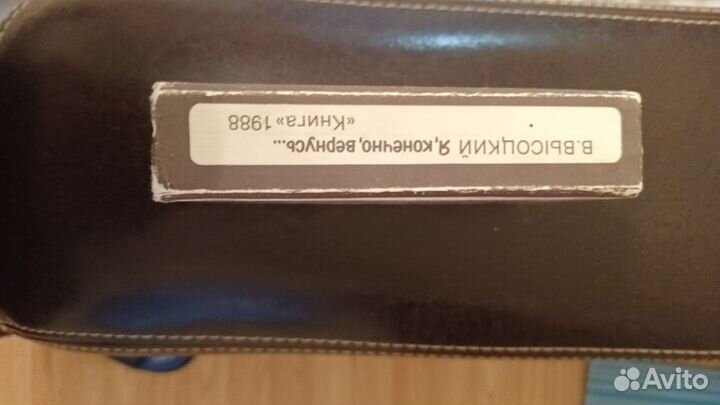 В.ВЫСОЦКИЙ Я, конечно, вернусь...
«Книга» 1988
Avito